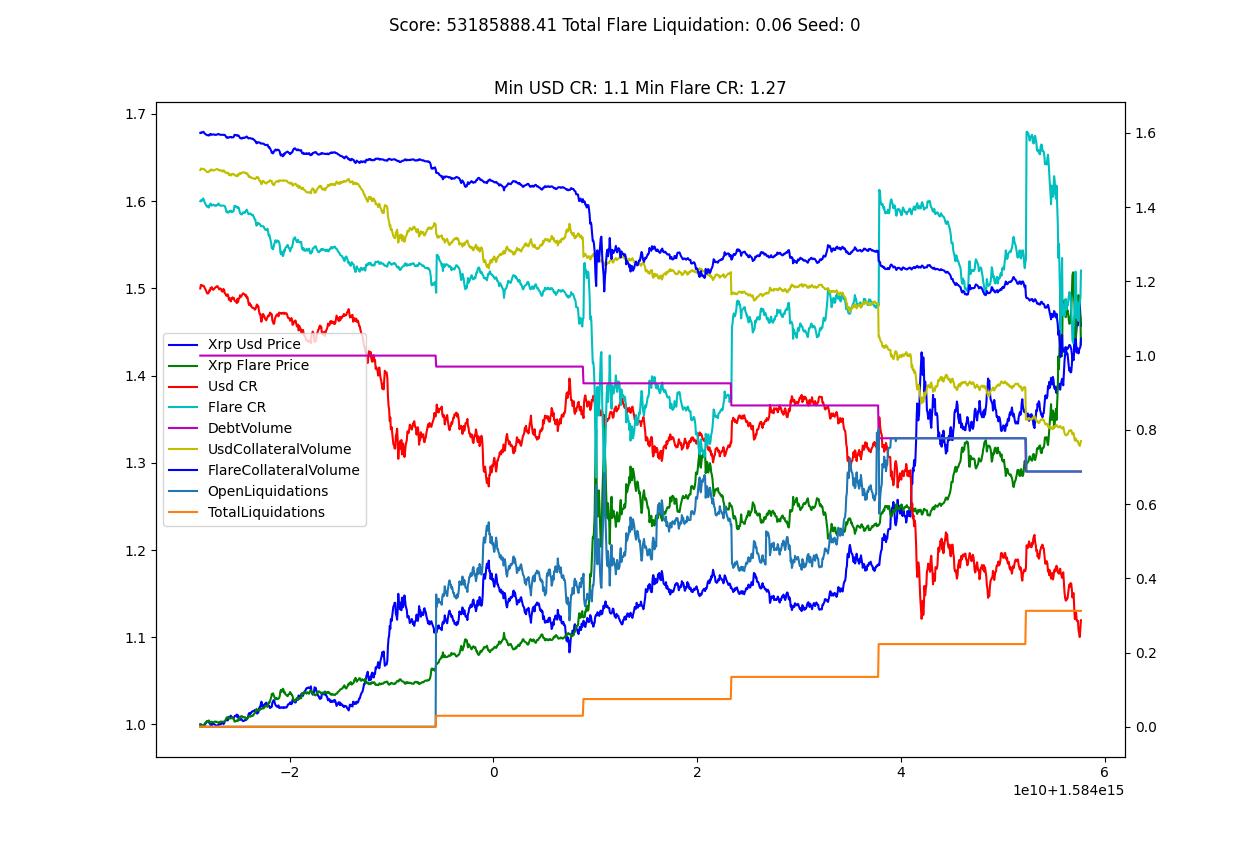 Score: 53185888.41 Total Flare Liquidation: 0.06 Seed: 0
Min USD CR: 1.1 Min Flare CR: 1.27
1.7
1.6
1.5
1.4
1.3
1.2
1.1
1.0
Xrp Usd Price
Xrp Flare Price
Usd CR
Flare CR
DebtVolume
UsdCollateralVolume
FlareCollateralVolume
OpenLiquidations
TotalLiquidations
1.6
1.4
1.2
1.0
0.8
0.6
0.4
0.2
0.0
−2 0 2 4 6
1e10+1.584e15